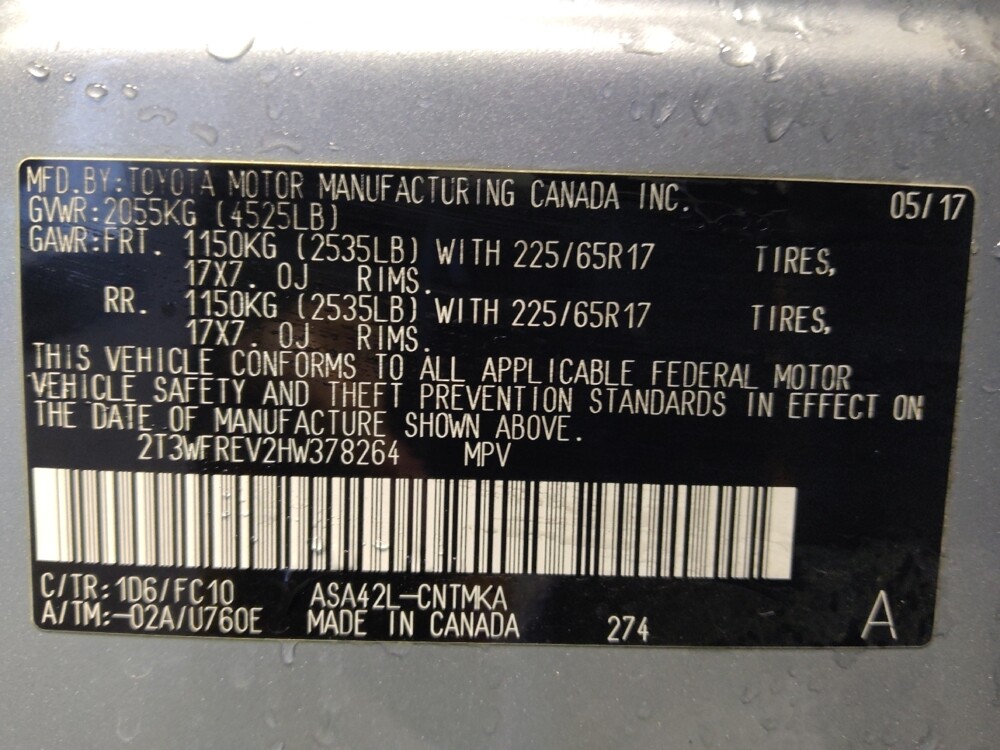 MFD.BY:TOYOTA MOTOR MANUFACTURING CANADA INC. 05/17
GVWR:2055KG (4525LB)
GAWR:FRT. 1150KG (2535LB) WITH 225/65R17 TIRES,
17X7. 0J RIMS.
RR. 1150KG (2535LB) WITH 225/65R17 TIRES,
17X7. 0J RIMS.
THIS VEHICLE CONFORMS TO ALL APPLICABLE FEDERAL MOTOR
VEHICLE SAFETY AND THEFT PREVENTION STANDARDS IN EFFECT ON
THE DATE OF MANUFACTURE SHOWN ABOVE.
2T3WFREV2HW378264 MPV
C/TR:1D6/FC10 ASA42L-CNTMKA
A/TM:-02A/U760E MADE IN CANADA 274 A